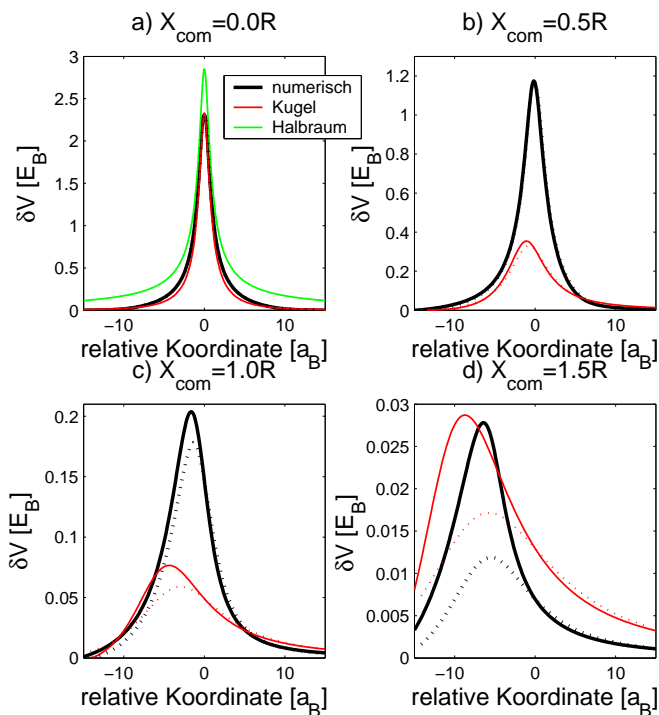 a) X_com=0.0R
3
2.5
2
1.5
1
0.5
0
δV [E_B]
−10
0
10
relative Koordinate [a_B]
numerisch
Kugel
Halbraum
b) X_com=0.5R
1.2
1
0.8
0.6
0.4
0.2
0
δV [E_B]
−10
0
10
relative Koordinate [a_B]
c) X_com=1.0R
0.2
0.15
0.1
0.05
0
δV [E_B]
−10
0
10
relative Koordinate [a_B]
d) X_com=1.5R
0.03
0.025
0.02
0.015
0.01
0.005
0
δV [E_B]
−10
0
10
relative Koordinate [a_B]